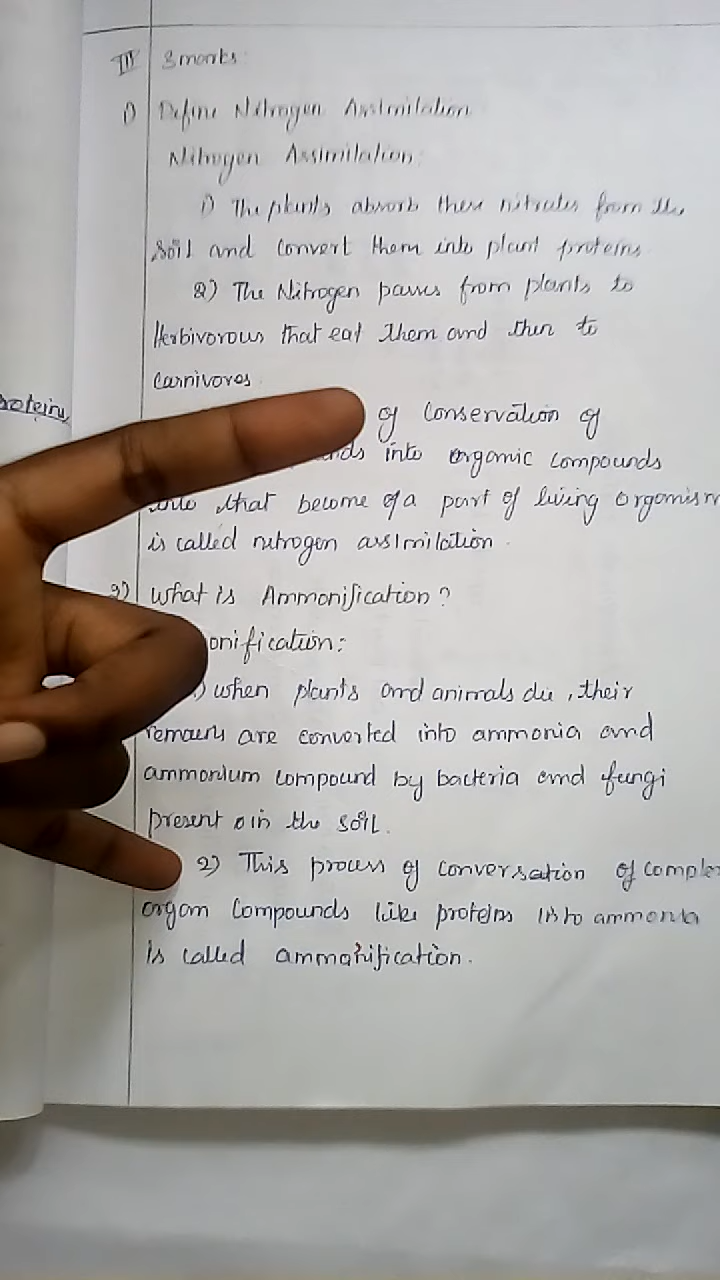 III 3 marks:
1) Define Nitrogen Assimilation
Nitrogen Assimilation:
1) The plants absorb these nitrates from the
soil and convert them into plant proteins
2) The Nitrogen passes from plants to
Herbivorous that eat them and then to
Carnivores.
roteins
of Conservation of
into organic compounds
that become of a part of living organism
is called nitrogen assimilation.
2) What is Ammonification?
onification:
) when plants and animals die, their
remains are converted into ammonia and
ammonium compound by bacteria and fungi
present in the soil.
2) This process of conversation of comple
organ compounds like proteins into ammonia
is called ammanification.